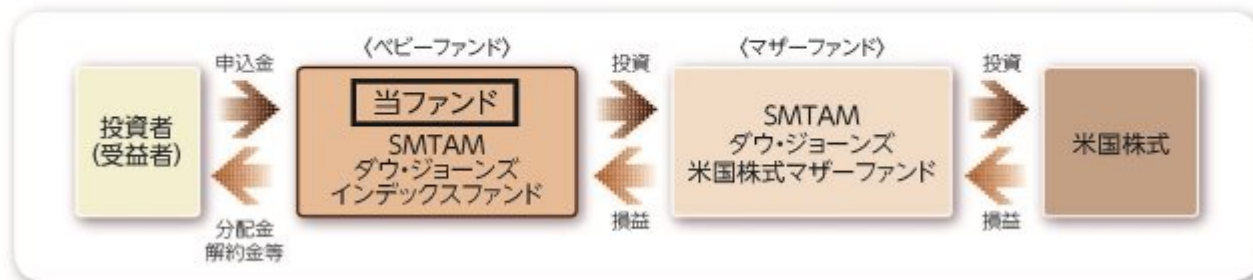 〈ベビーファンド〉
〈マザーファンド〉
申込金
投資
投資
投資者
(受益者)
当ファンド
SMTAM
ダウ・ジョーンズ
インデックスファンド
SMTAM
ダウ・ジョーンズ
米国株式マザーファンド
米国株式
分配金
解約金等
損益
損益